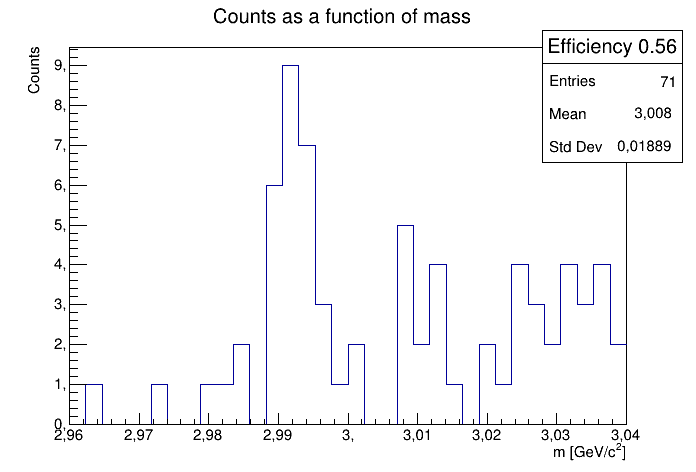 Counts as a function of mass
Efficiency 0.56
Entries 71
Mean 3,008
Std Dev 0,01889
Counts
9,
8,
7,
6,
5,
4,
3,
2,
1,
0,
2,96 2,97 2,98 2,99 3, 3,01 3,02 3,03 3,04
m [GeV/c²]